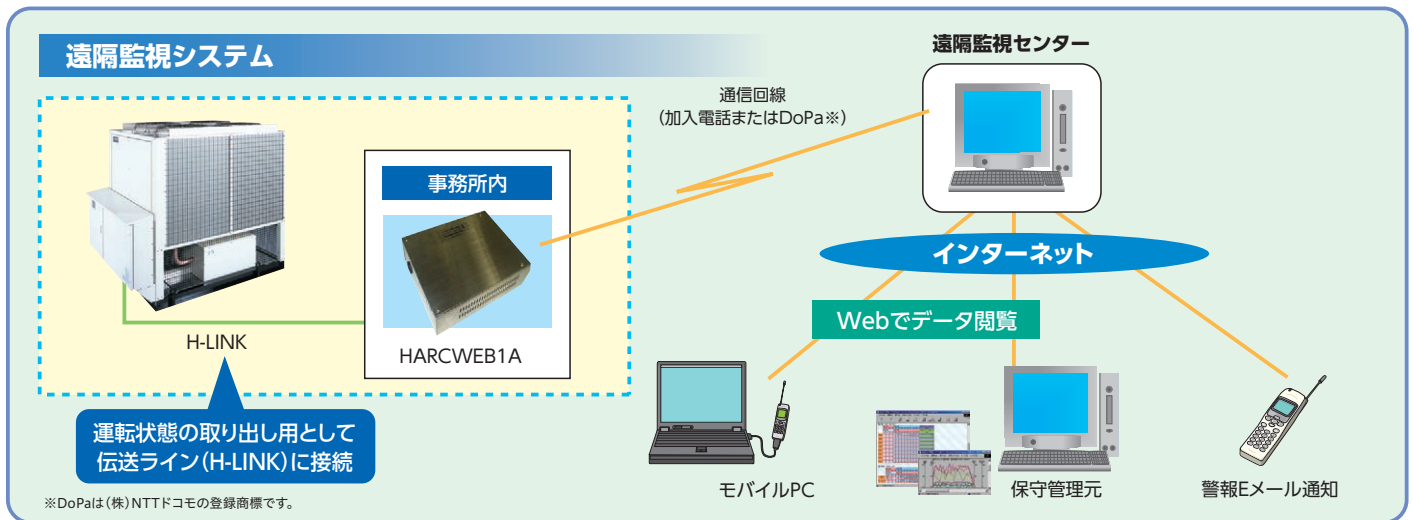 遠隔監視システム
遠隔監視センター
通信回線
(加入電話またはDoPa※)
事務所内
H-LINK
HARCWEB1A
インターネット
Webでデータ閲覧
運転状態の取り出し用として
伝送ライン(H-LINK)に接続
モバイルPC
保守管理元
警報Eメール通知
※DoPaは(株)NTTドコモの登録商標です。